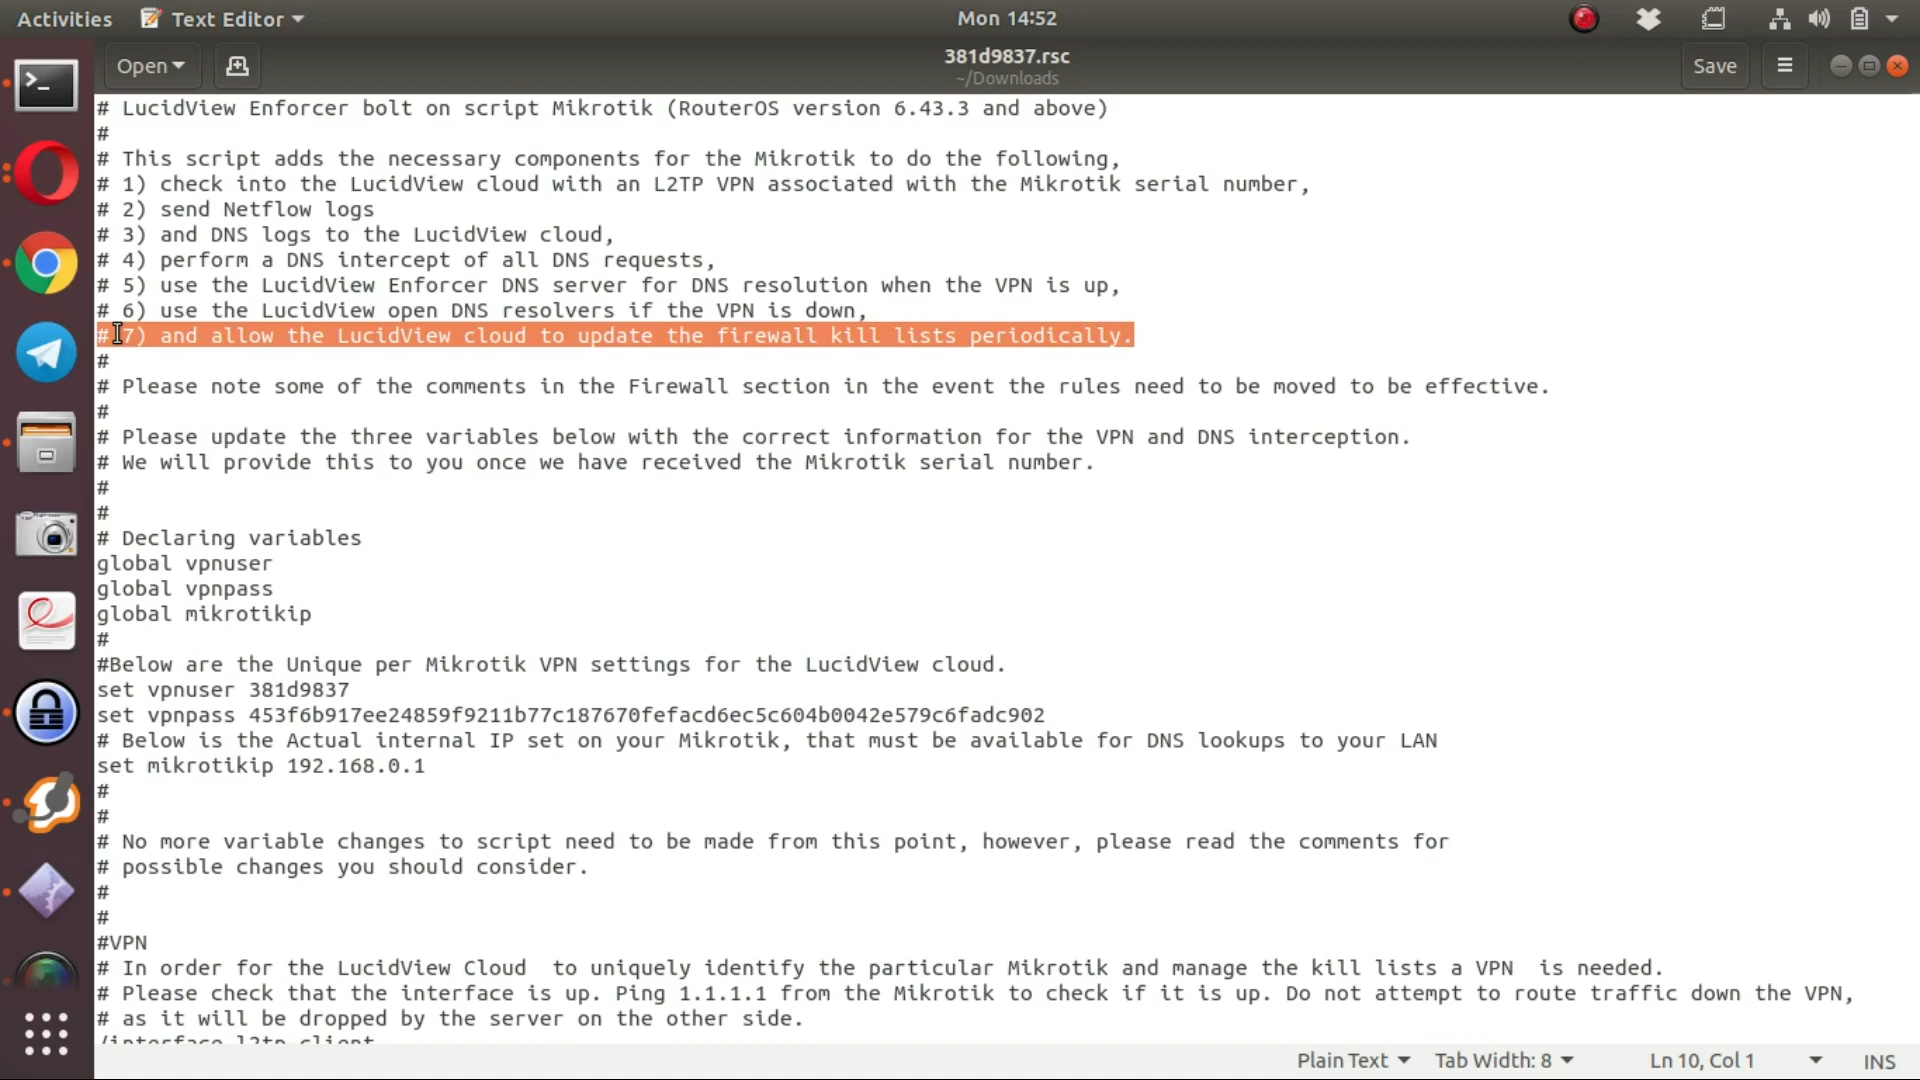 Activities
Text Editor
Mon 14:52
Open
381d9837.rsc
~/Downloads
Save
# LucidView Enforcer bolt on script Mikrotik (RouterOS version 6.43.3 and above)
#
# This script adds the necessary components for the Mikrotik to do the following,
# 1) check into the LucidView cloud with an L2TP VPN associated with the Mikrotik serial number,
# 2) send Netflow logs
# 3) and DNS logs to the LucidView cloud,
# 4) perform a DNS intercept of all DNS requests,
# 5) use the LucidView Enforcer DNS server for DNS resolution when the VPN is up,
# 6) use the LucidView open DNS resolvers if the VPN is down,
# 7) and allow the LucidView cloud to update the firewall kill lists periodically.
#
# Please note some of the comments in the Firewall section in the event the rules need to be moved to be effective.
#
# Please update the three variables below with the correct information for the VPN and DNS interception.
# We will provide this to you once we have received the Mikrotik serial number.
#
#
# Declaring variables
global vpnuser
global vpnpass
global mikrotikip
#
#Below are the Unique per Mikrotik VPN settings for the LucidView cloud.
set vpnuser 381d9837
set vpnpass 453f6b917ee24859f9211b77c187670fefacd6ec5c604b0042e579c6fadc902
# Below is the Actual internal IP set on your Mikrotik, that must be available for DNS lookups to your LAN
set mikrotikip 192.168.0.1
#
#
# No more variable changes to script need to be made from this point, however, please read the comments for
# possible changes you should consider.
#
#
#VPN
# In order for the LucidView Cloud  to uniquely identify the particular Mikrotik and manage the kill lists a VPN  is needed.
# Please check that the interface is up. Ping 1.1.1.1 from the Mikrotik to check if it is up. Do not attempt to route traffic down the VPN,
# as it will be dropped by the server on the other side.
/interface l2tp-client
Plain Text
Tab Width: 8
Ln 10, Col 1
INS